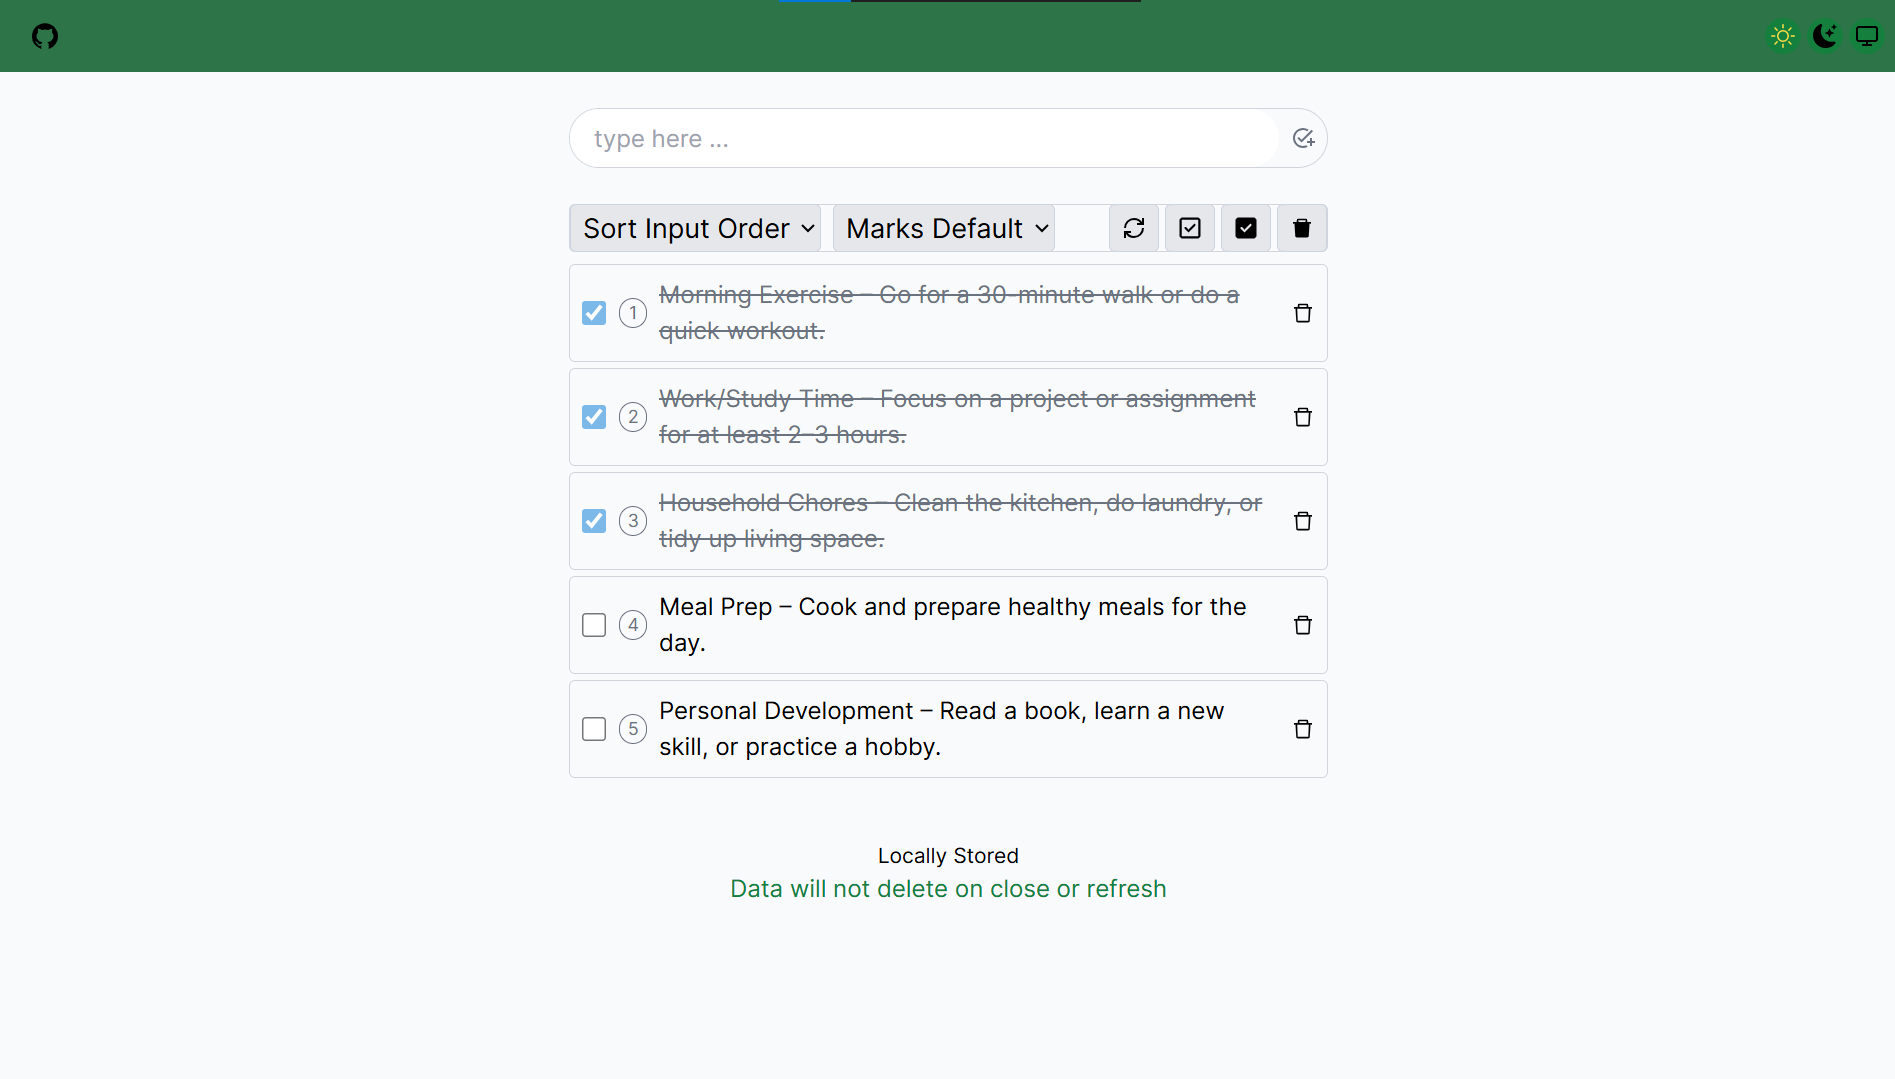 type here ...
Sort Input Order
Marks Default
1
Morning Exercise – Go for a 30-minute walk or do a
quick workout.
2
Work/Study Time – Focus on a project or assignment
for at least 2–3 hours.
3
Household Chores – Clean the kitchen, do laundry, or
tidy up living space.
4
Meal Prep – Cook and prepare healthy meals for the
day.
5
Personal Development – Read a book, learn a new
skill, or practice a hobby.
Locally Stored
Data will not delete on close or refresh